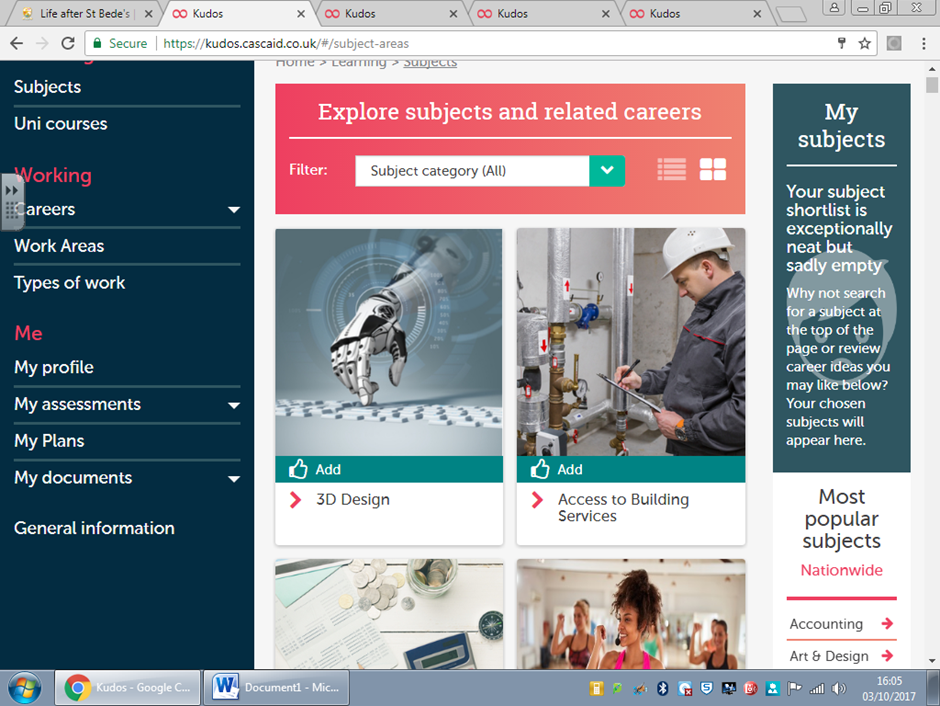 Life after St Bede's
Kudos
Kudos
Kudos
Kudos
Secure
https://kudos.cascaid.co.uk/#/subject-areas
Home > Learning > Subjects
Subjects
Uni courses
Working
Careers
Work Areas
Types of work
Me
My profile
My assessments
My Plans
My documents
General information
Explore subjects and related careers
Filter:
Subject category (All)
Add
3D Design
Add
Access to Building
Services
My
subjects
Your subject
shortlist is
exceptionally
neat but
sadly empty
Why not search
for a subject at
the top of the
page or review
career ideas you
may like below?
Your chosen
subjects will
appear here.
Most
popular
subjects
Nationwide
Accounting
Art & Design
Kudos - Google C...
Document1 - Mic...
16:05
03/10/2017